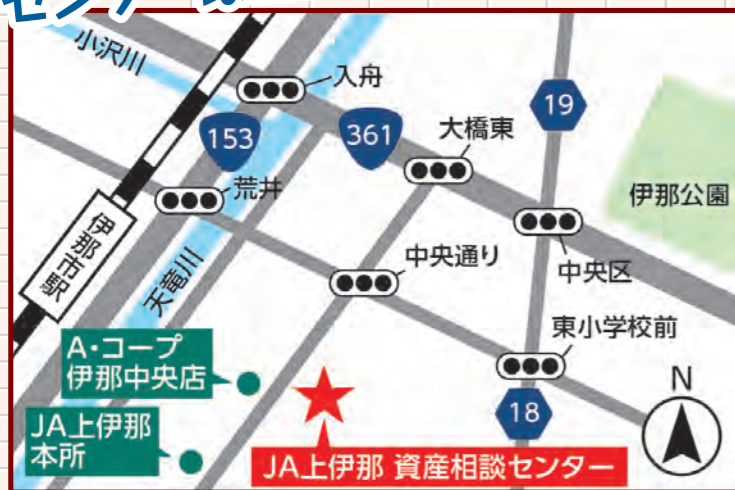 小沢川
入舟
19
153
361
大橋東
荒井
伊那公園
伊那市駅
天竜川
中央通り
中央区
A・コープ
伊那中央店
東小学校前
N
JA上伊那
本所
18
JA上伊那 資産相談センター